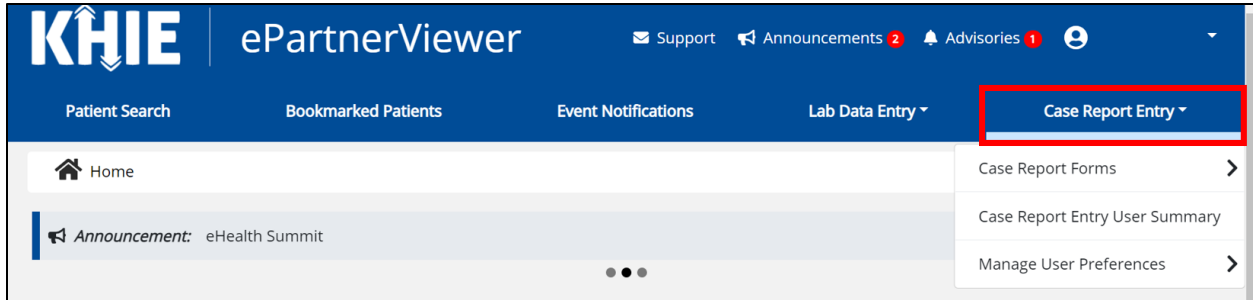 KHIE ePartnerViewer Support Announcements 2 Advisories 1
Patient Search Bookmarked Patients Event Notifications Lab Data Entry Case Report Entry
Home
Case Report Forms
Case Report Entry User Summary
Announcement: eHealth Summit
Manage User Preferences